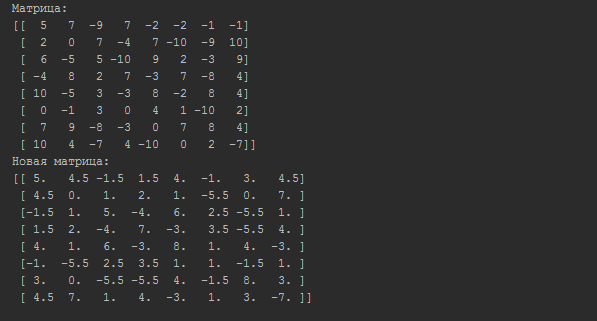 Матрица:
[[  5   7  -9   7  -2  -2  -1  -1]
 [  2   0   7  -4   7 -10  -9  10]
 [  6  -5   5 -10   9   2  -3   9]
 [ -4   8   2   7  -3   7  -8   4]
 [ 10  -5   3  -3   8  -2   8   4]
 [  0  -1   3   0   4   1 -10   2]
 [  7   9  -8  -3   0   7   8   4]
 [ 10   4  -7   4 -10   0   2  -7]]
Новая матрица:
[[ 5.   4.5 -1.5  1.5  4.  -1.   3.   4.5]
 [ 4.5  0.   1.   2.   1.  -5.5  0.   7. ]
 [-1.5  1.   5.  -4.   6.   2.5 -5.5  1. ]
 [ 1.5  2.  -4.   7.  -3.   3.5 -5.5  4. ]
 [ 4.   1.   6.  -3.   8.   1.   4.  -3. ]
 [-1.  -5.5  2.5  3.5  1.   1.  -1.5  1. ]
 [ 3.   0.  -5.5 -5.5  4.  -1.5  8.   3. ]
 [ 4.5  7.   1.   4.  -3.   1.   3.  -7. ]]